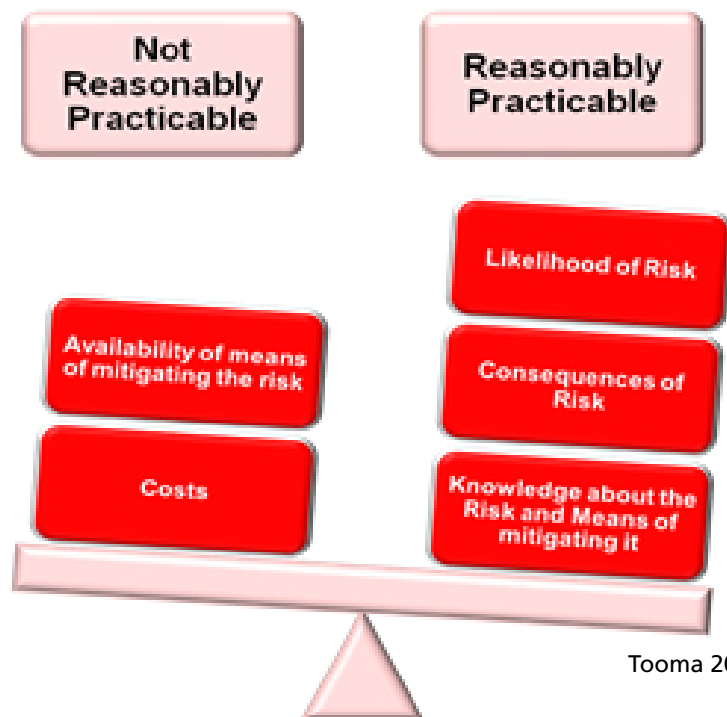 Not
Reasonably
Practicable
Reasonably
Practicable
Likelihood of Risk
Availability of means
of mitigating the risk
Consequences of
Risk
Costs
Knowledge about the
Risk and Means of
mitigating it
Tooma